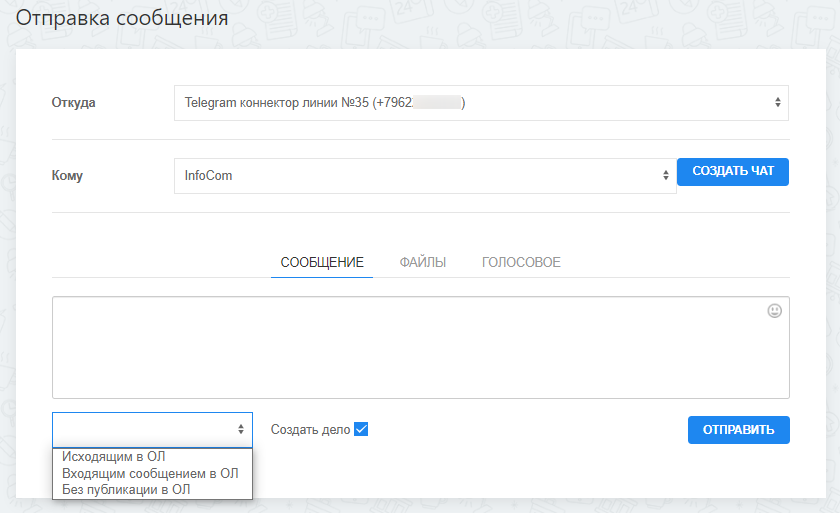 Отправка сообщения
Откуда
Telegram коннектор линии №35 (+7962 )
Кому
InfoCom
СОЗДАТЬ ЧАТ
СООБЩЕНИЕ ФАЙЛЫ ГОЛОСОВОЕ
Создать дело
ОТПРАВИТЬ
Исходящим в ОЛ
Входящим сообщением в ОЛ
Без публикации в ОЛ